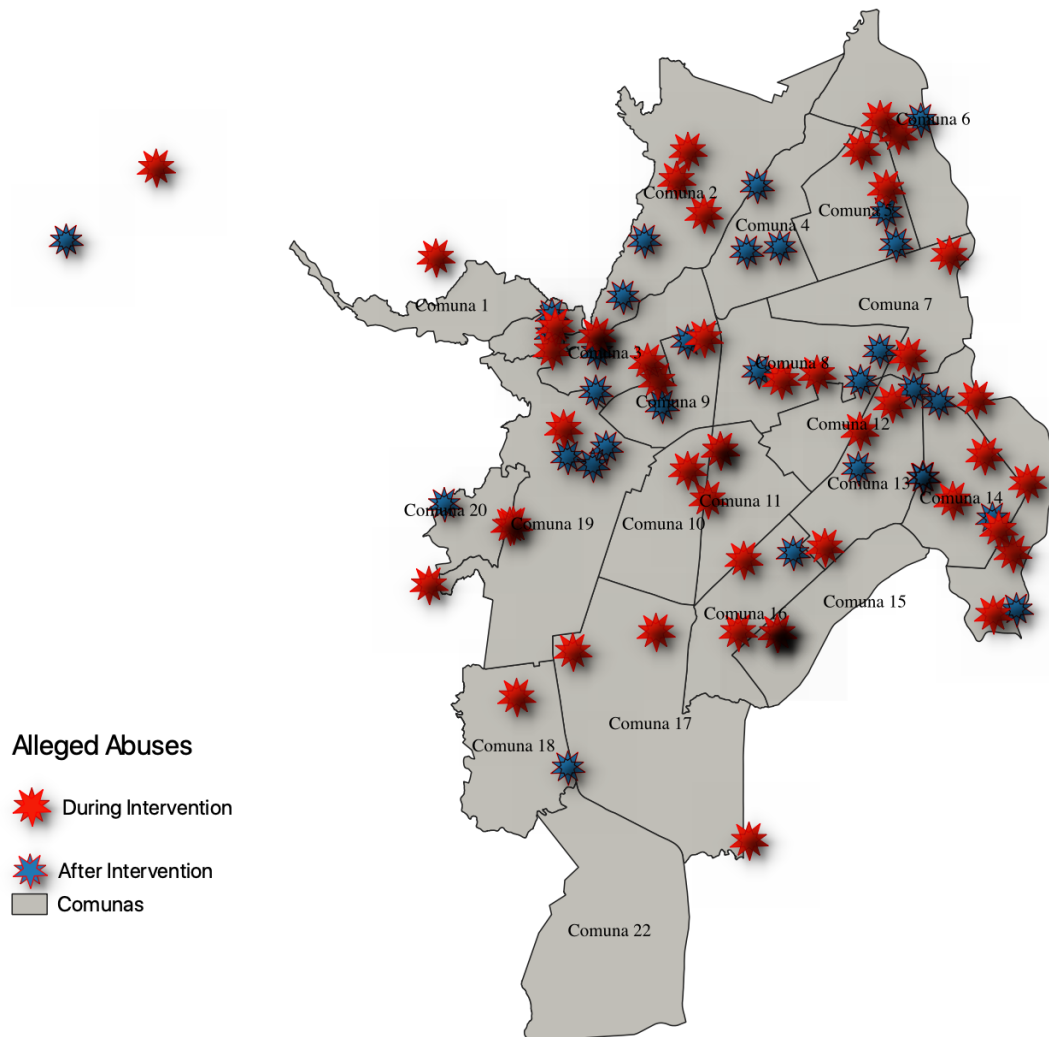 Comuna 6
Comuna 2
Comuna 5
Comuna 4
Comuna 1
Comuna 7
Comuna 3
Comuna 8
Comuna 9
Comuna 12
Comuna 13
Comuna 14
Comuna 11
Comuna 20
Comuna 19
Comuna 10
Comuna 15
Comuna 16
Comuna 17
Comuna 18
Comuna 22
Alleged Abuses
During Intervention
After Intervention
Comunas